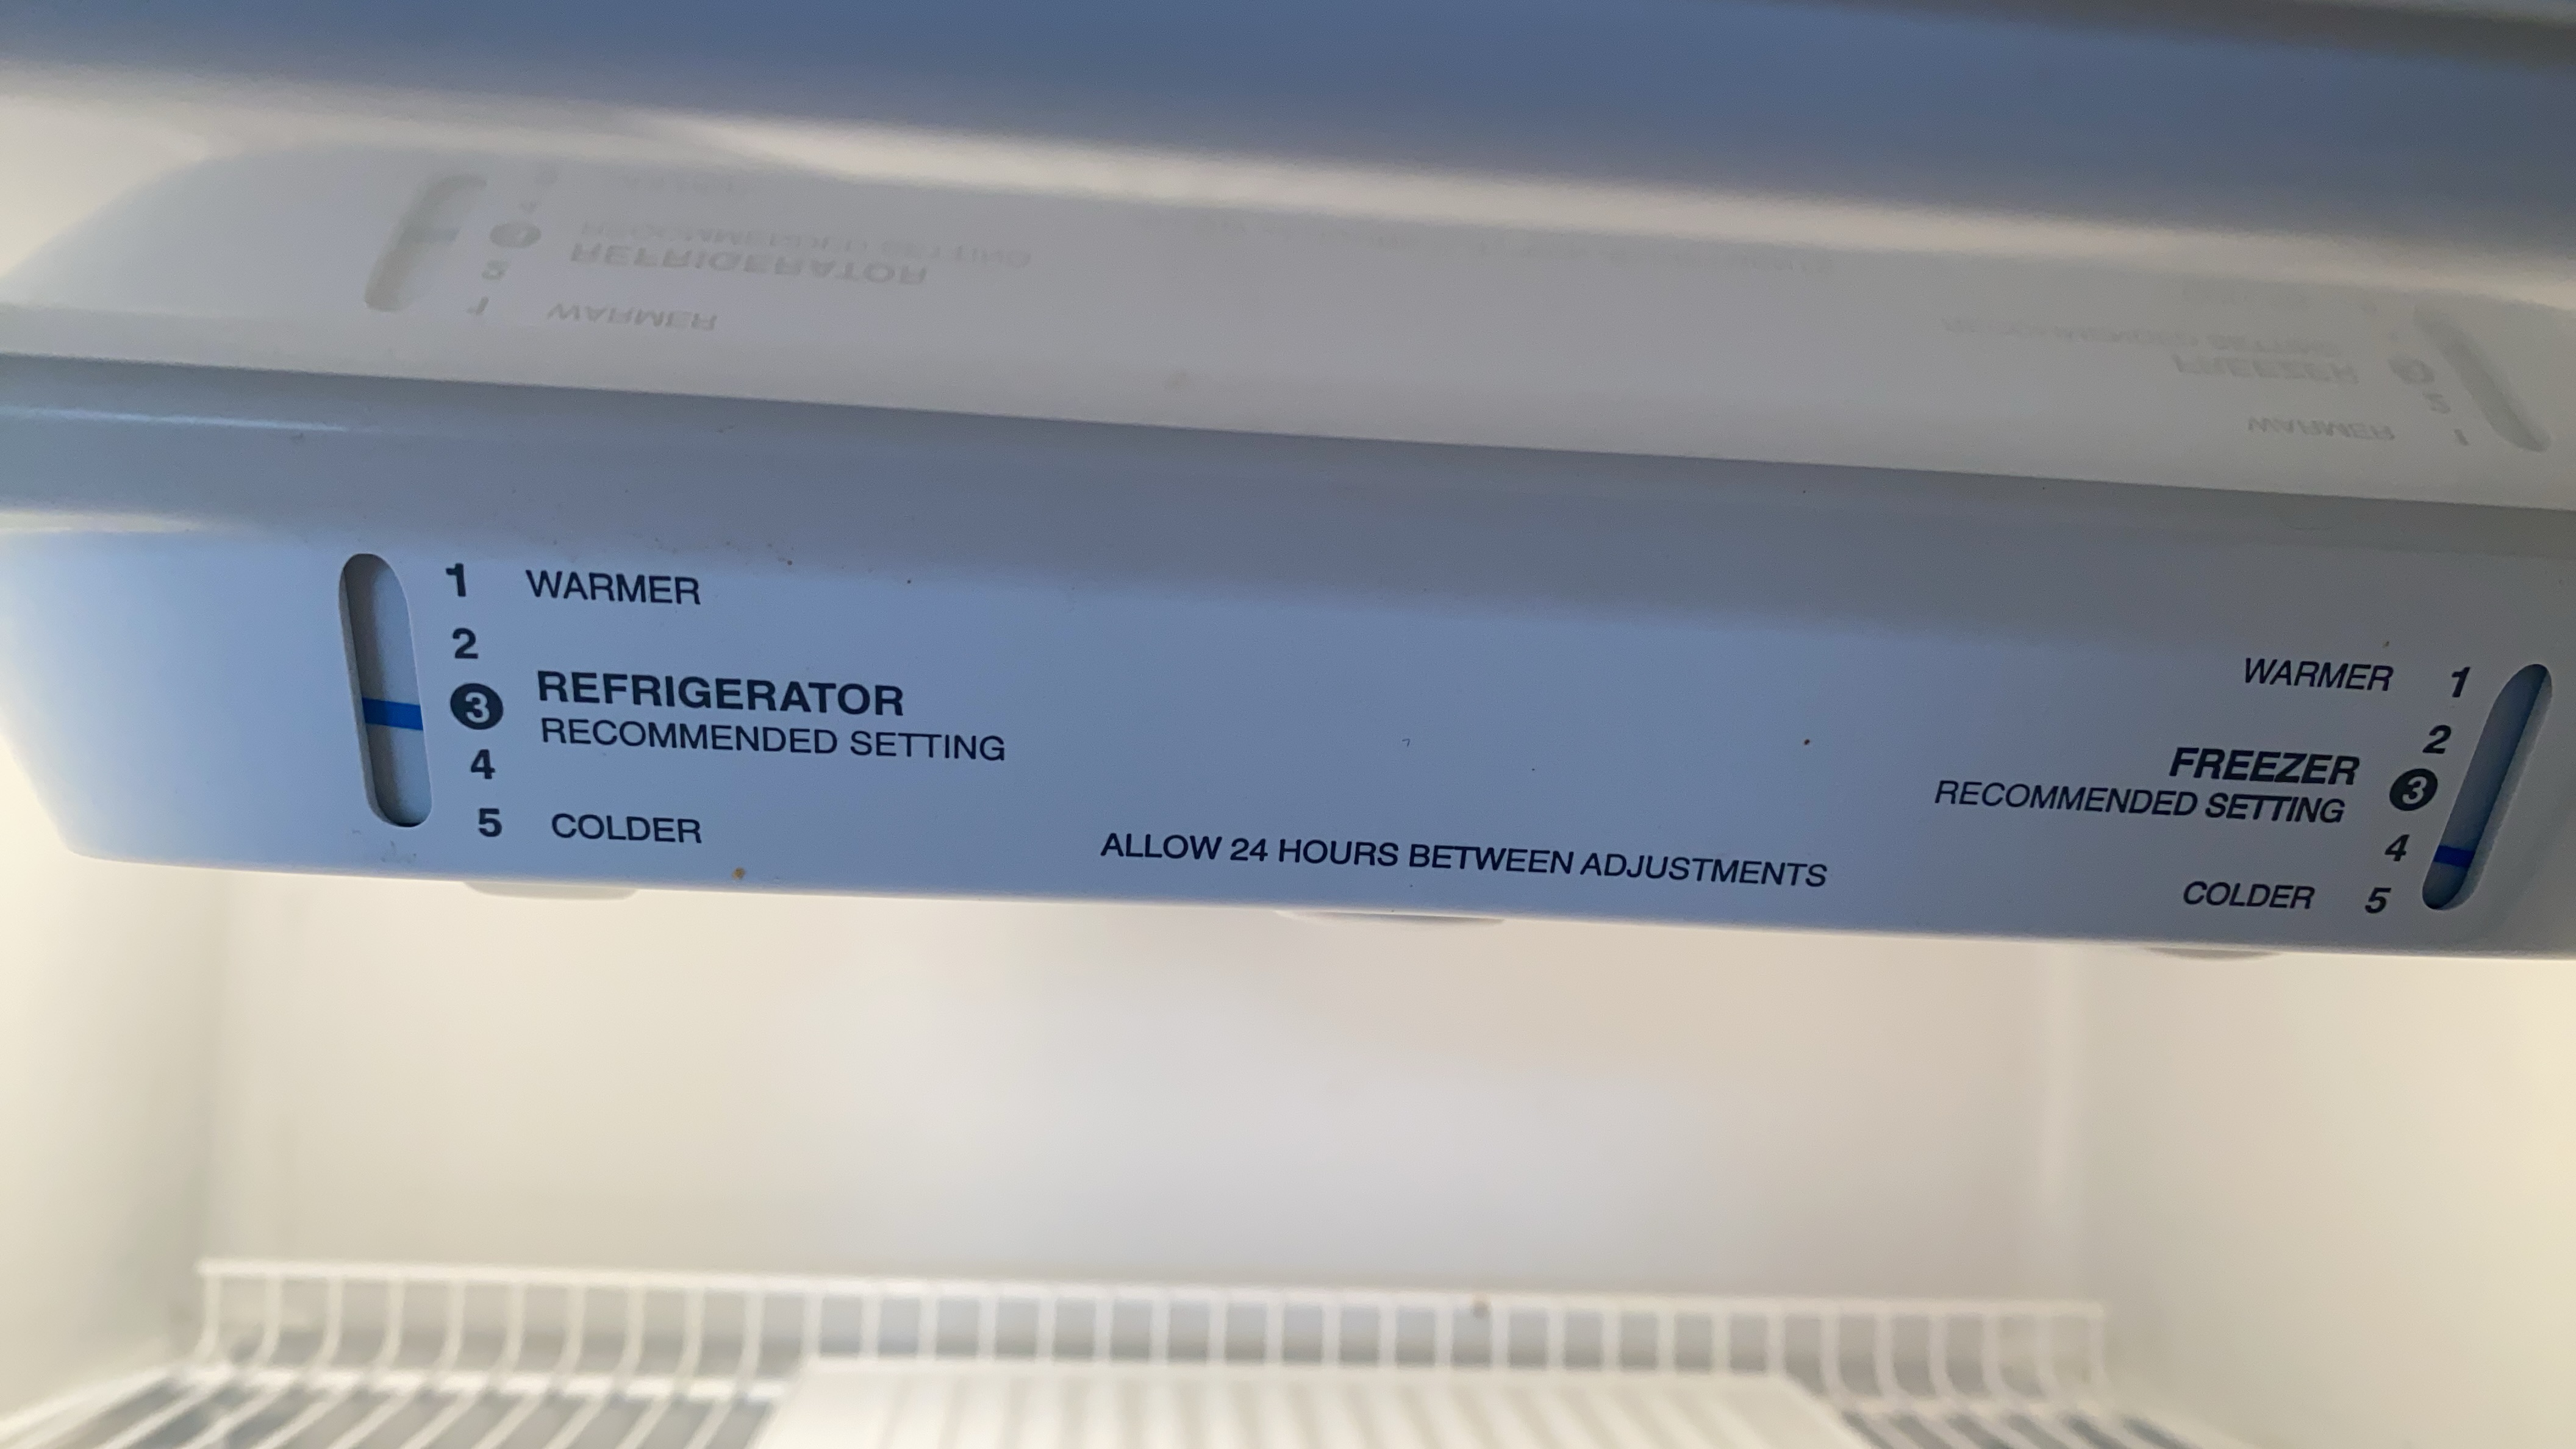 1 WARMER
2
3 REFRIGERATOR
RECOMMENDED SETTING
4
5 COLDER
ALLOW 24 HOURS BETWEEN ADJUSTMENTS
WARMER 1
2
FREEZER 3
RECOMMENDED SETTING
4
COLDER 5